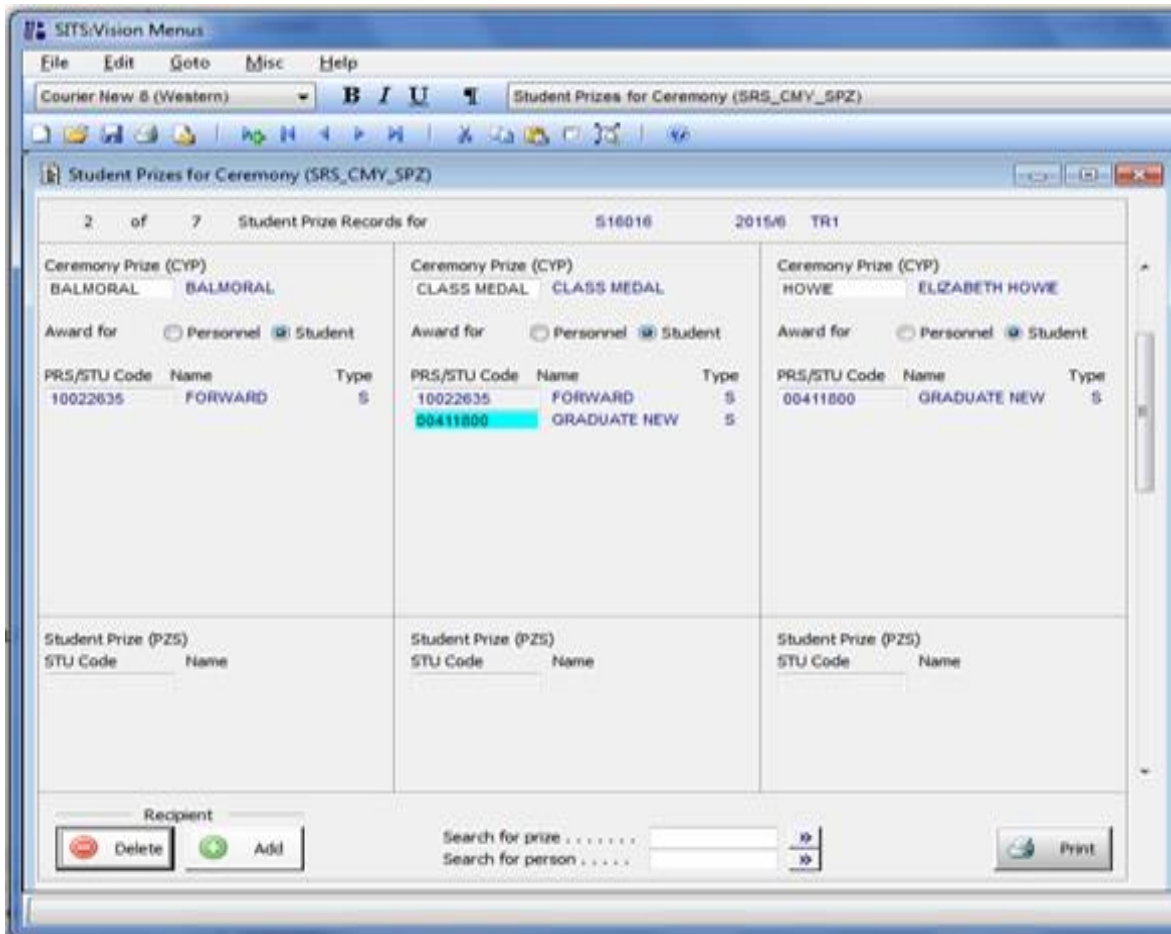 SITS:Vision Menus
File Edit Goto Misc Help
Courier New 8 (Western) B I U ¶ Student Prizes for Ceremony (SRS_CMY_SPZ)
Student Prizes for Ceremony (SRS_CMY_SPZ)
2 of 7 Student Prize Records for S16016 2015/6 TR1
Ceremony Prize (CYP) Ceremony Prize (CYP) Ceremony Prize (CYP)
BALMORAL BALMORAL CLASS MEDAL CLASS MEDAL HOWIE ELIZABETH HOWIE
Award for Personnel Student Award for Personnel Student Award for Personnel Student
PRS/STU Code Name Type PRS/STU Code Name Type PRS/STU Code Name Type
10022635 FORWARD S 10022635 FORWARD S 00411800 GRADUATE NEW S
00411800 GRADUATE NEW S
Student Prize (PZS) Student Prize (PZS) Student Prize (PZS)
STU Code Name STU Code Name STU Code Name
Recipient
Delete Add Search for prize . . . . . . . Print
Search for person . . . . .